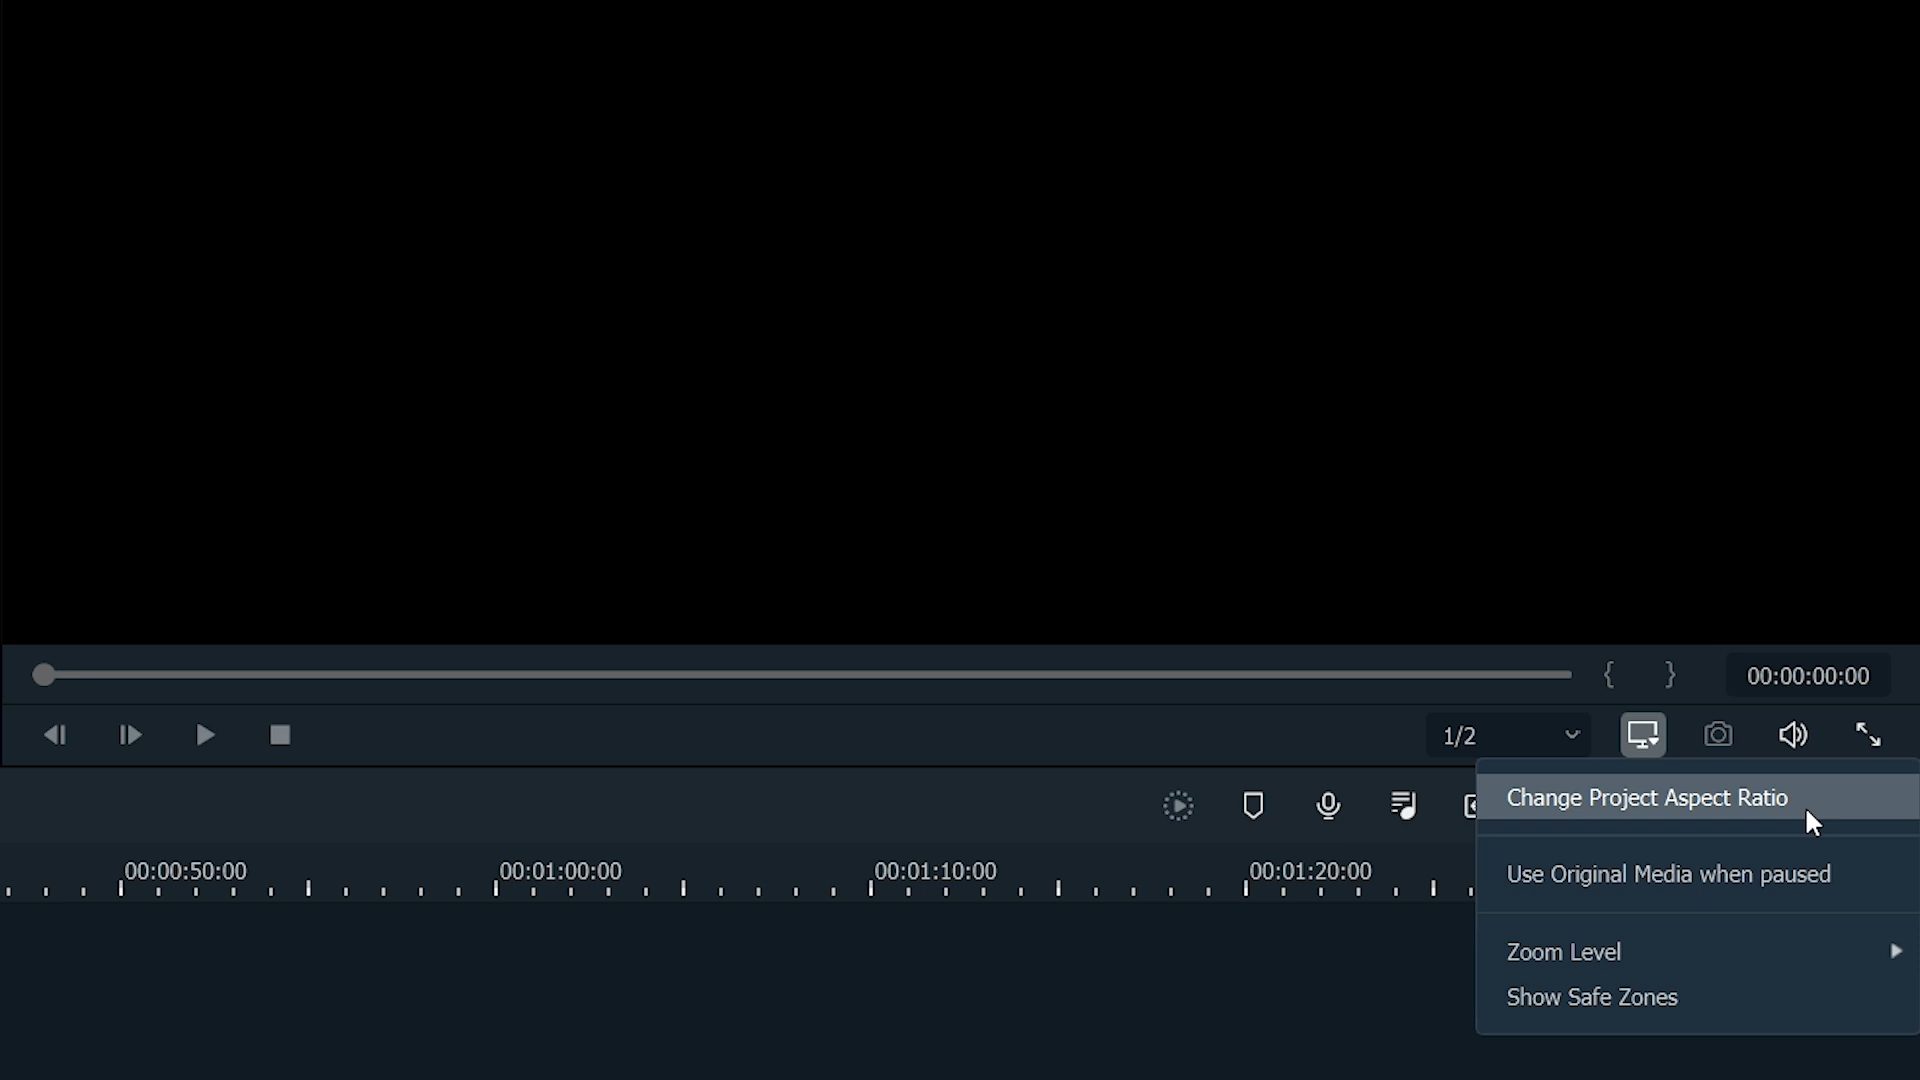 { } 00:00:00:00
1/2
Change Project Aspect Ratio
00:00:50:00 00:01:00:00 00:01:10:00 00:01:20:00
Use Original Media when paused
Zoom Level
Show Safe Zones